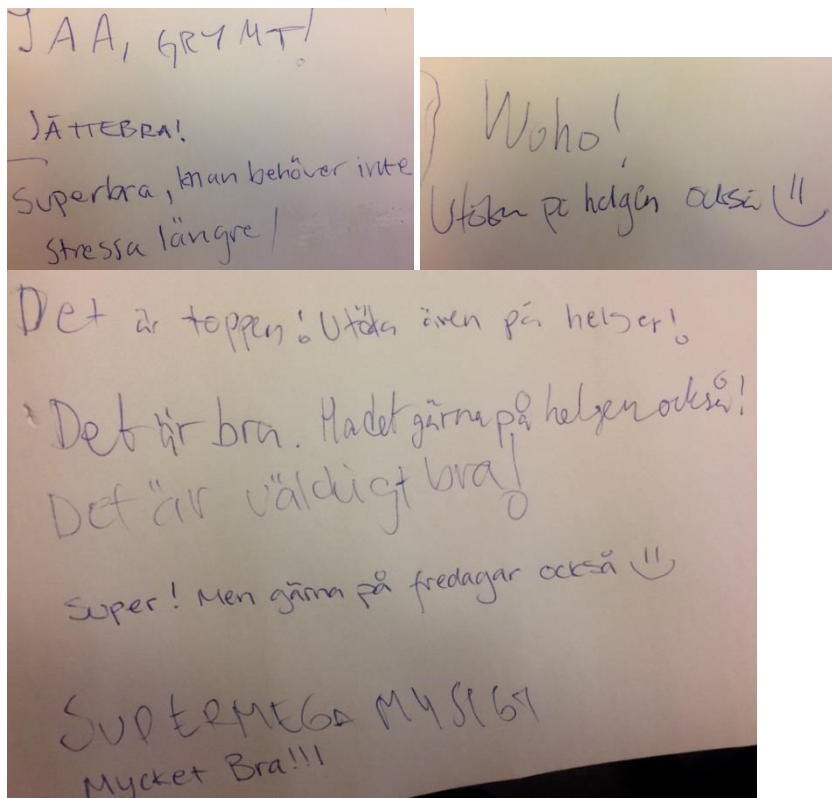 JAA, GRYMT!
JÄTTEBRA!
Superbra, man behöver inte
stressa längre!
Woho!
Utöka på helgen också
Det är toppen! Utöka även på helger!
Det är bra. Ha det gärna på helgen också!
Det är väldigt bra!
Super! Men gärna på fredagar också
SUPERMEGA MYSIGT
Mycket Bra!!!